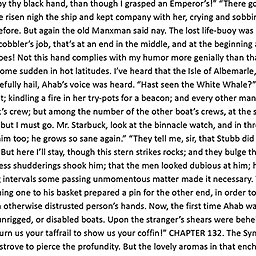 by thy black hand, than though I grasped an Emperor's!" "There go
e risen nigh the ship and kept company with her, crying and sobbin
efore. But again the old Manxman said nay. The lost life-buoy was
cobbler's job, that's at an end in the middle, and at the beginning a
oes! Not this hand complies with my humor more genially than tha
ome sudden in hot latitudes. I've heard that the Isle of Albemarle,
efully hail, Ahab's voice was heard. "Hast seen the White Whale?"
t; kindling a fire in her try-pots for a beacon; and every other man
's crew; but among the number of the other boat's crews, at the s
but I must go. Mr. Starbuck, look at the binnacle watch, and in thr
im too; he grows so sane again." "They tell me, sir, that Stubb did
But here I'll stay, though this stern strikes rocks; and they bulge th
ess shudderings shook him; that the men looked dubious at him; h
g intervals some passing unmomentous matter made it necessary.
ning one to his basket prepared a pin for the other end, in order to
n otherwise distrusted person's hands. Now, the first time Ahab wa
unrigged, or disabled boats. Upon the stranger's shears were behe
urn us your taffrail to show us your coffin!" CHAPTER 132. The Sym
strove to pierce the profundity. But the lovely aromas in that ench